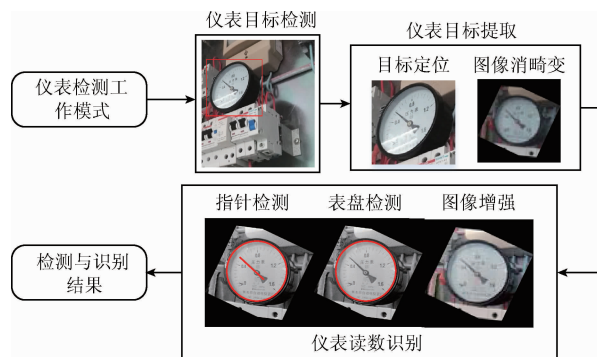 仪表目标检测
仪表目标提取
仪表检测工
作模式
目标定位
图像消畸变
指针检测
表盘检测
图像增强
检测与识别
结果
仪表读数识别